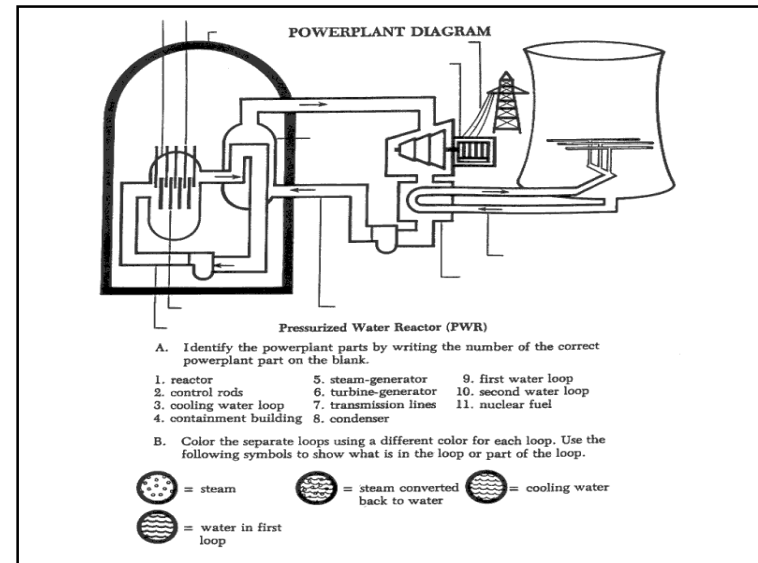 POWERPLANT DIAGRAM
Pressurized Water Reactor (PWR)
A. Identify the powerplant parts by writing the number of the correct
powerplant part on the blank.
1. reactor 5. steam-generator 9. first water loop
2. control rods 6. turbine-generator 10. second water loop
3. cooling water loop 7. transmission lines 11. nuclear fuel
4. containment building 8. condenser
B. Color the separate loops using a different color for each loop. Use the
following symbols to show what is in the loop or part of the loop.
= steam = steam converted = cooling water
back to water
= water in first
loop